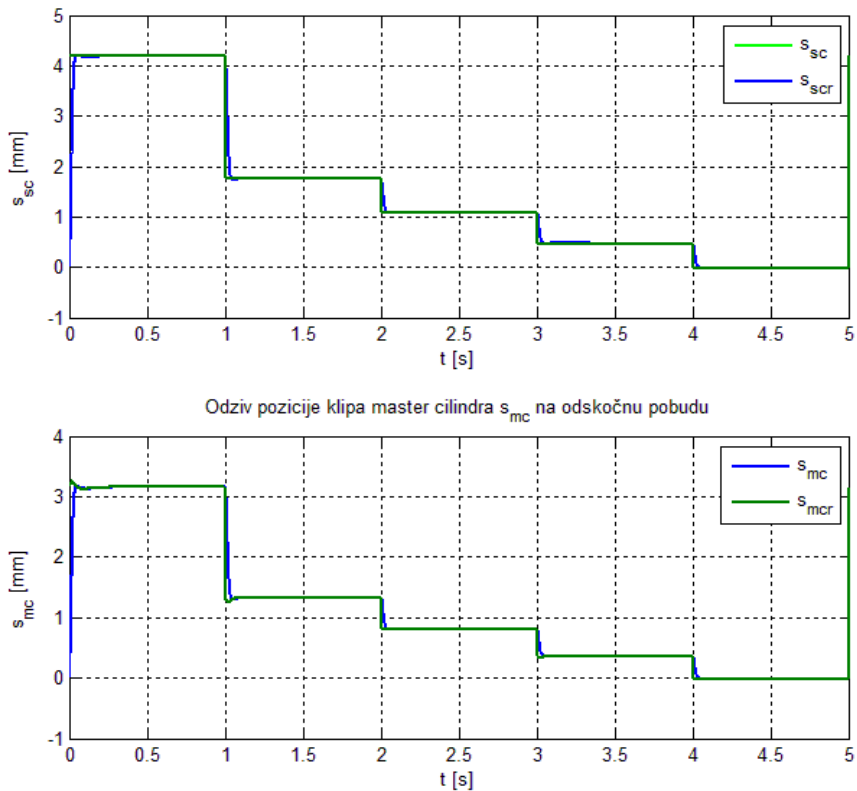 5
4
3
2
1
0
-1
s_sc [mm]
s_sc
s_scr
0 0.5 1 1.5 2 2.5 3 3.5 4 4.5 5
t [s]
Odziv pozicije klipa master cilindra s_mc na odskočnu pobudu
4
3
2
1
0
-1
s_mc [mm]
s_mc
s_mcr
0 0.5 1 1.5 2 2.5 3 3.5 4 4.5 5
t [s]